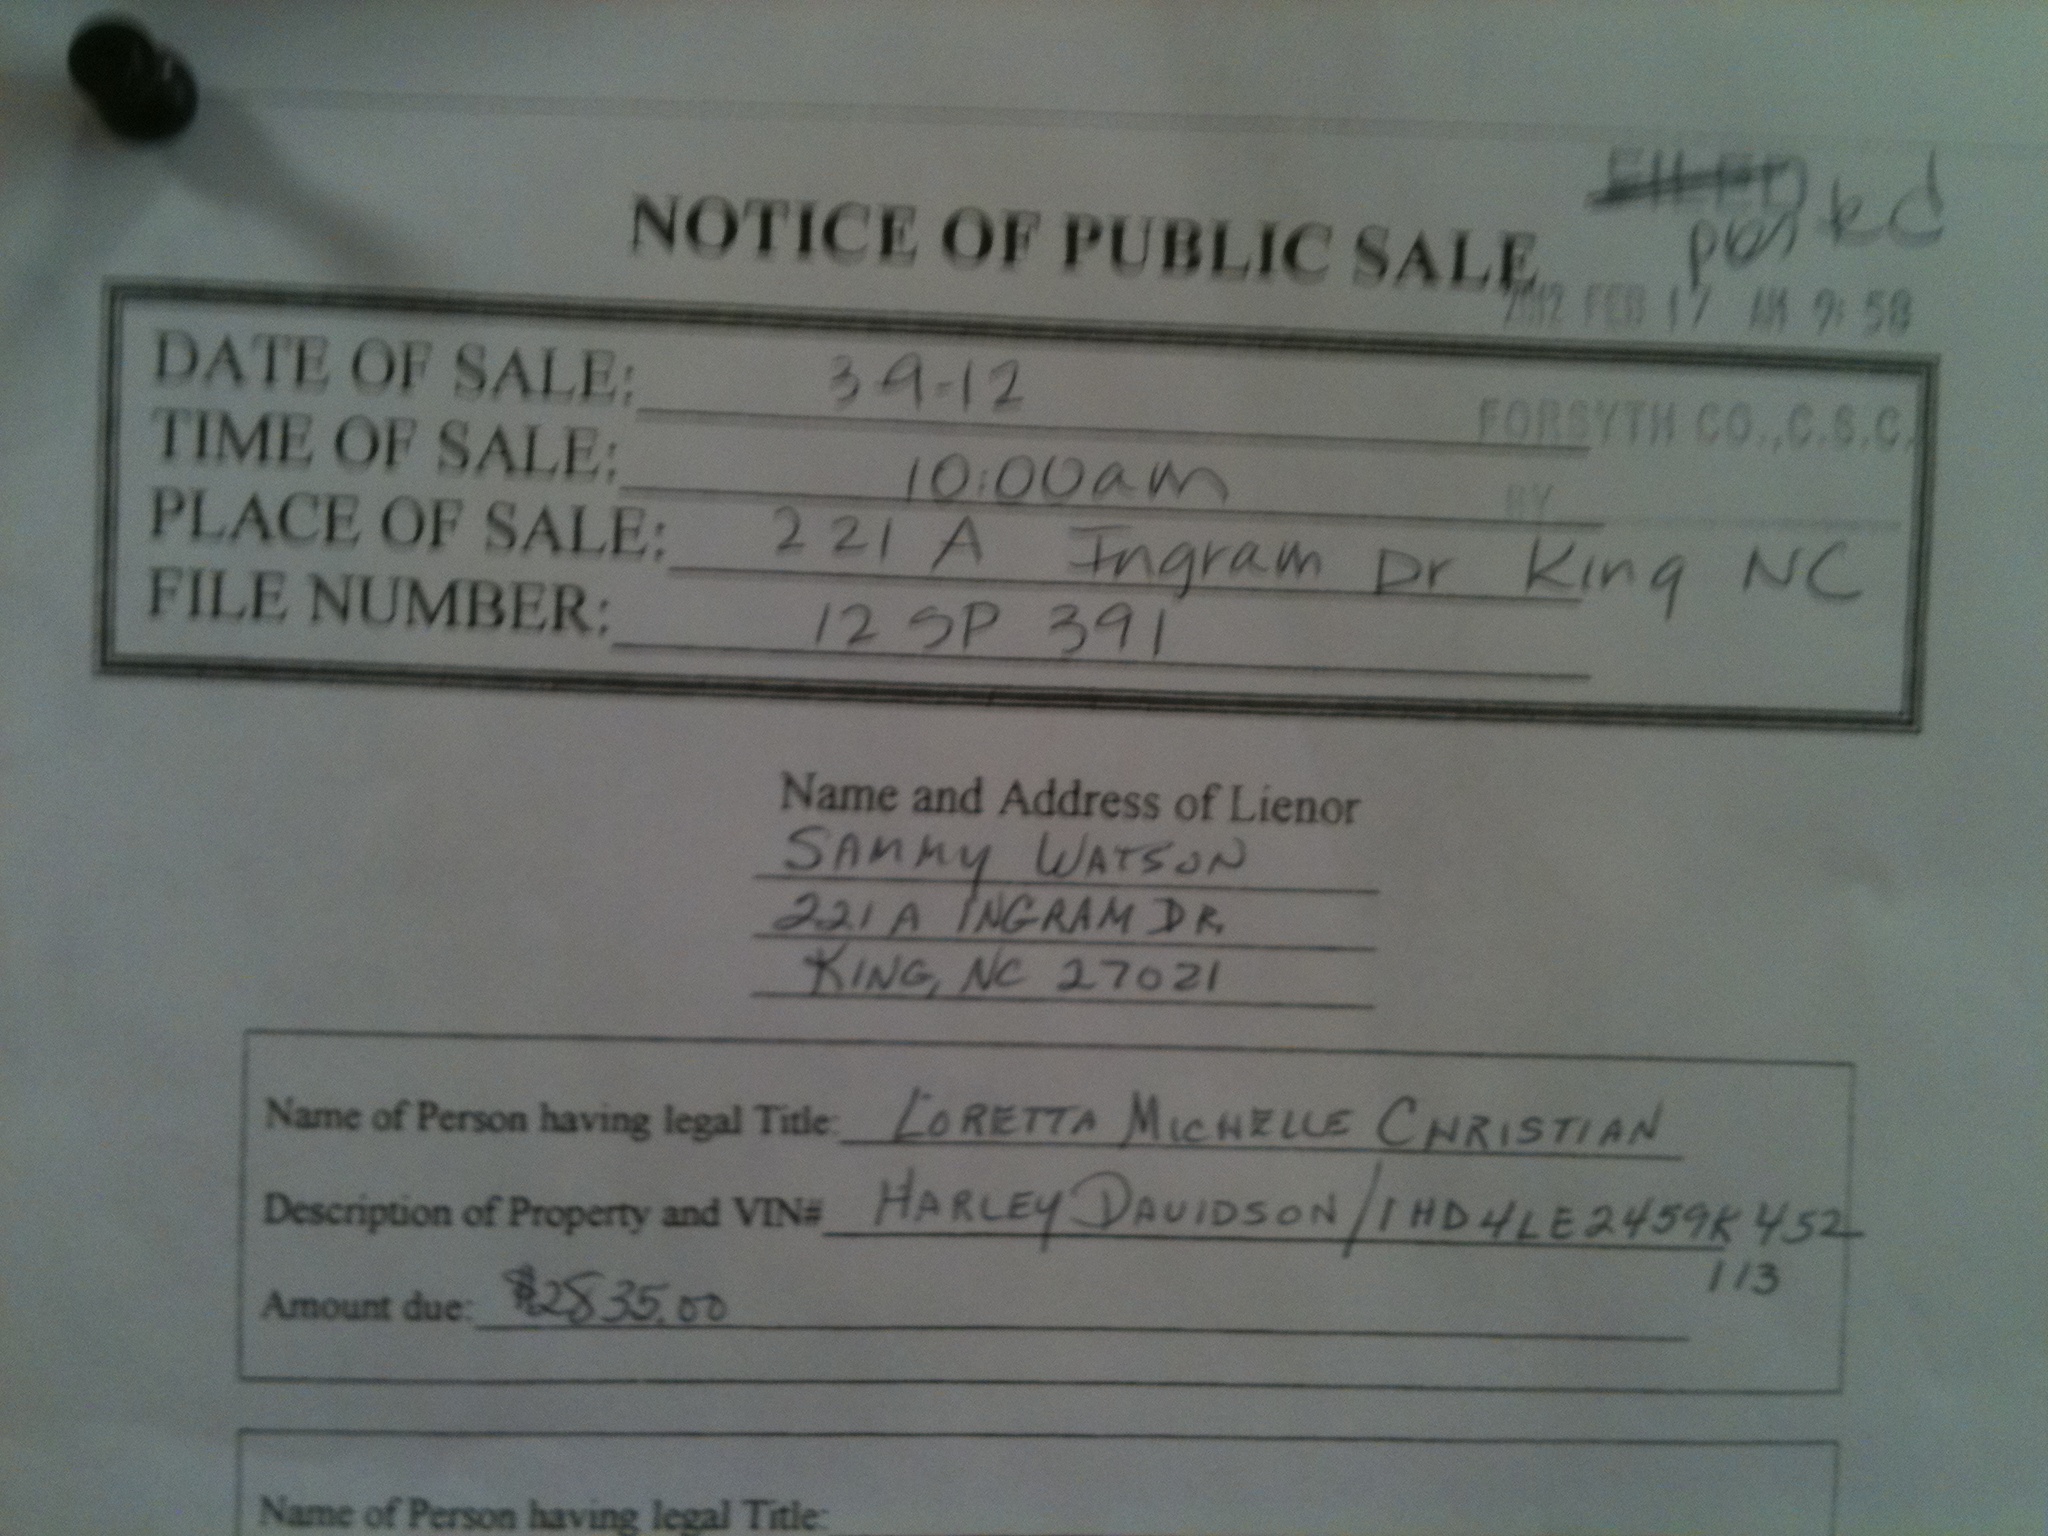 FILED
posted
NOTICE OF PUBLIC SALE
2012 FEB 17 AM 9:58
DATE OF SALE: 3-9-12
FORSYTH CO., C.S.C.
TIME OF SALE: 10:00am
BY
PLACE OF SALE: 221 A Ingram Dr King NC
FILE NUMBER: 12 SP 391
Name and Address of Lienor
SAMMY WATSON
221A INGRAM DR.
KING, NC 27021
Name of Person having legal Title: LORETTA MICHELLE CHRISTIAN
Description of Property and VIN# HARLEY DAVIDSON/1HD4LE2459K452
113
Amount due: $2835.00
Name of Person having legal Title: